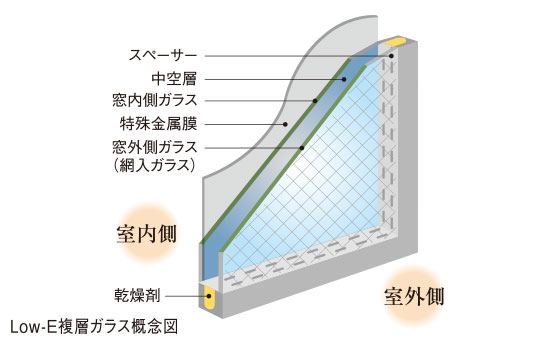 スペーサー
中空層
窓内側ガラス
特殊金属膜
窓外側ガラス
（網入ガラス）
室内側
乾燥剤
室外側
Low-E複層ガラス概念図